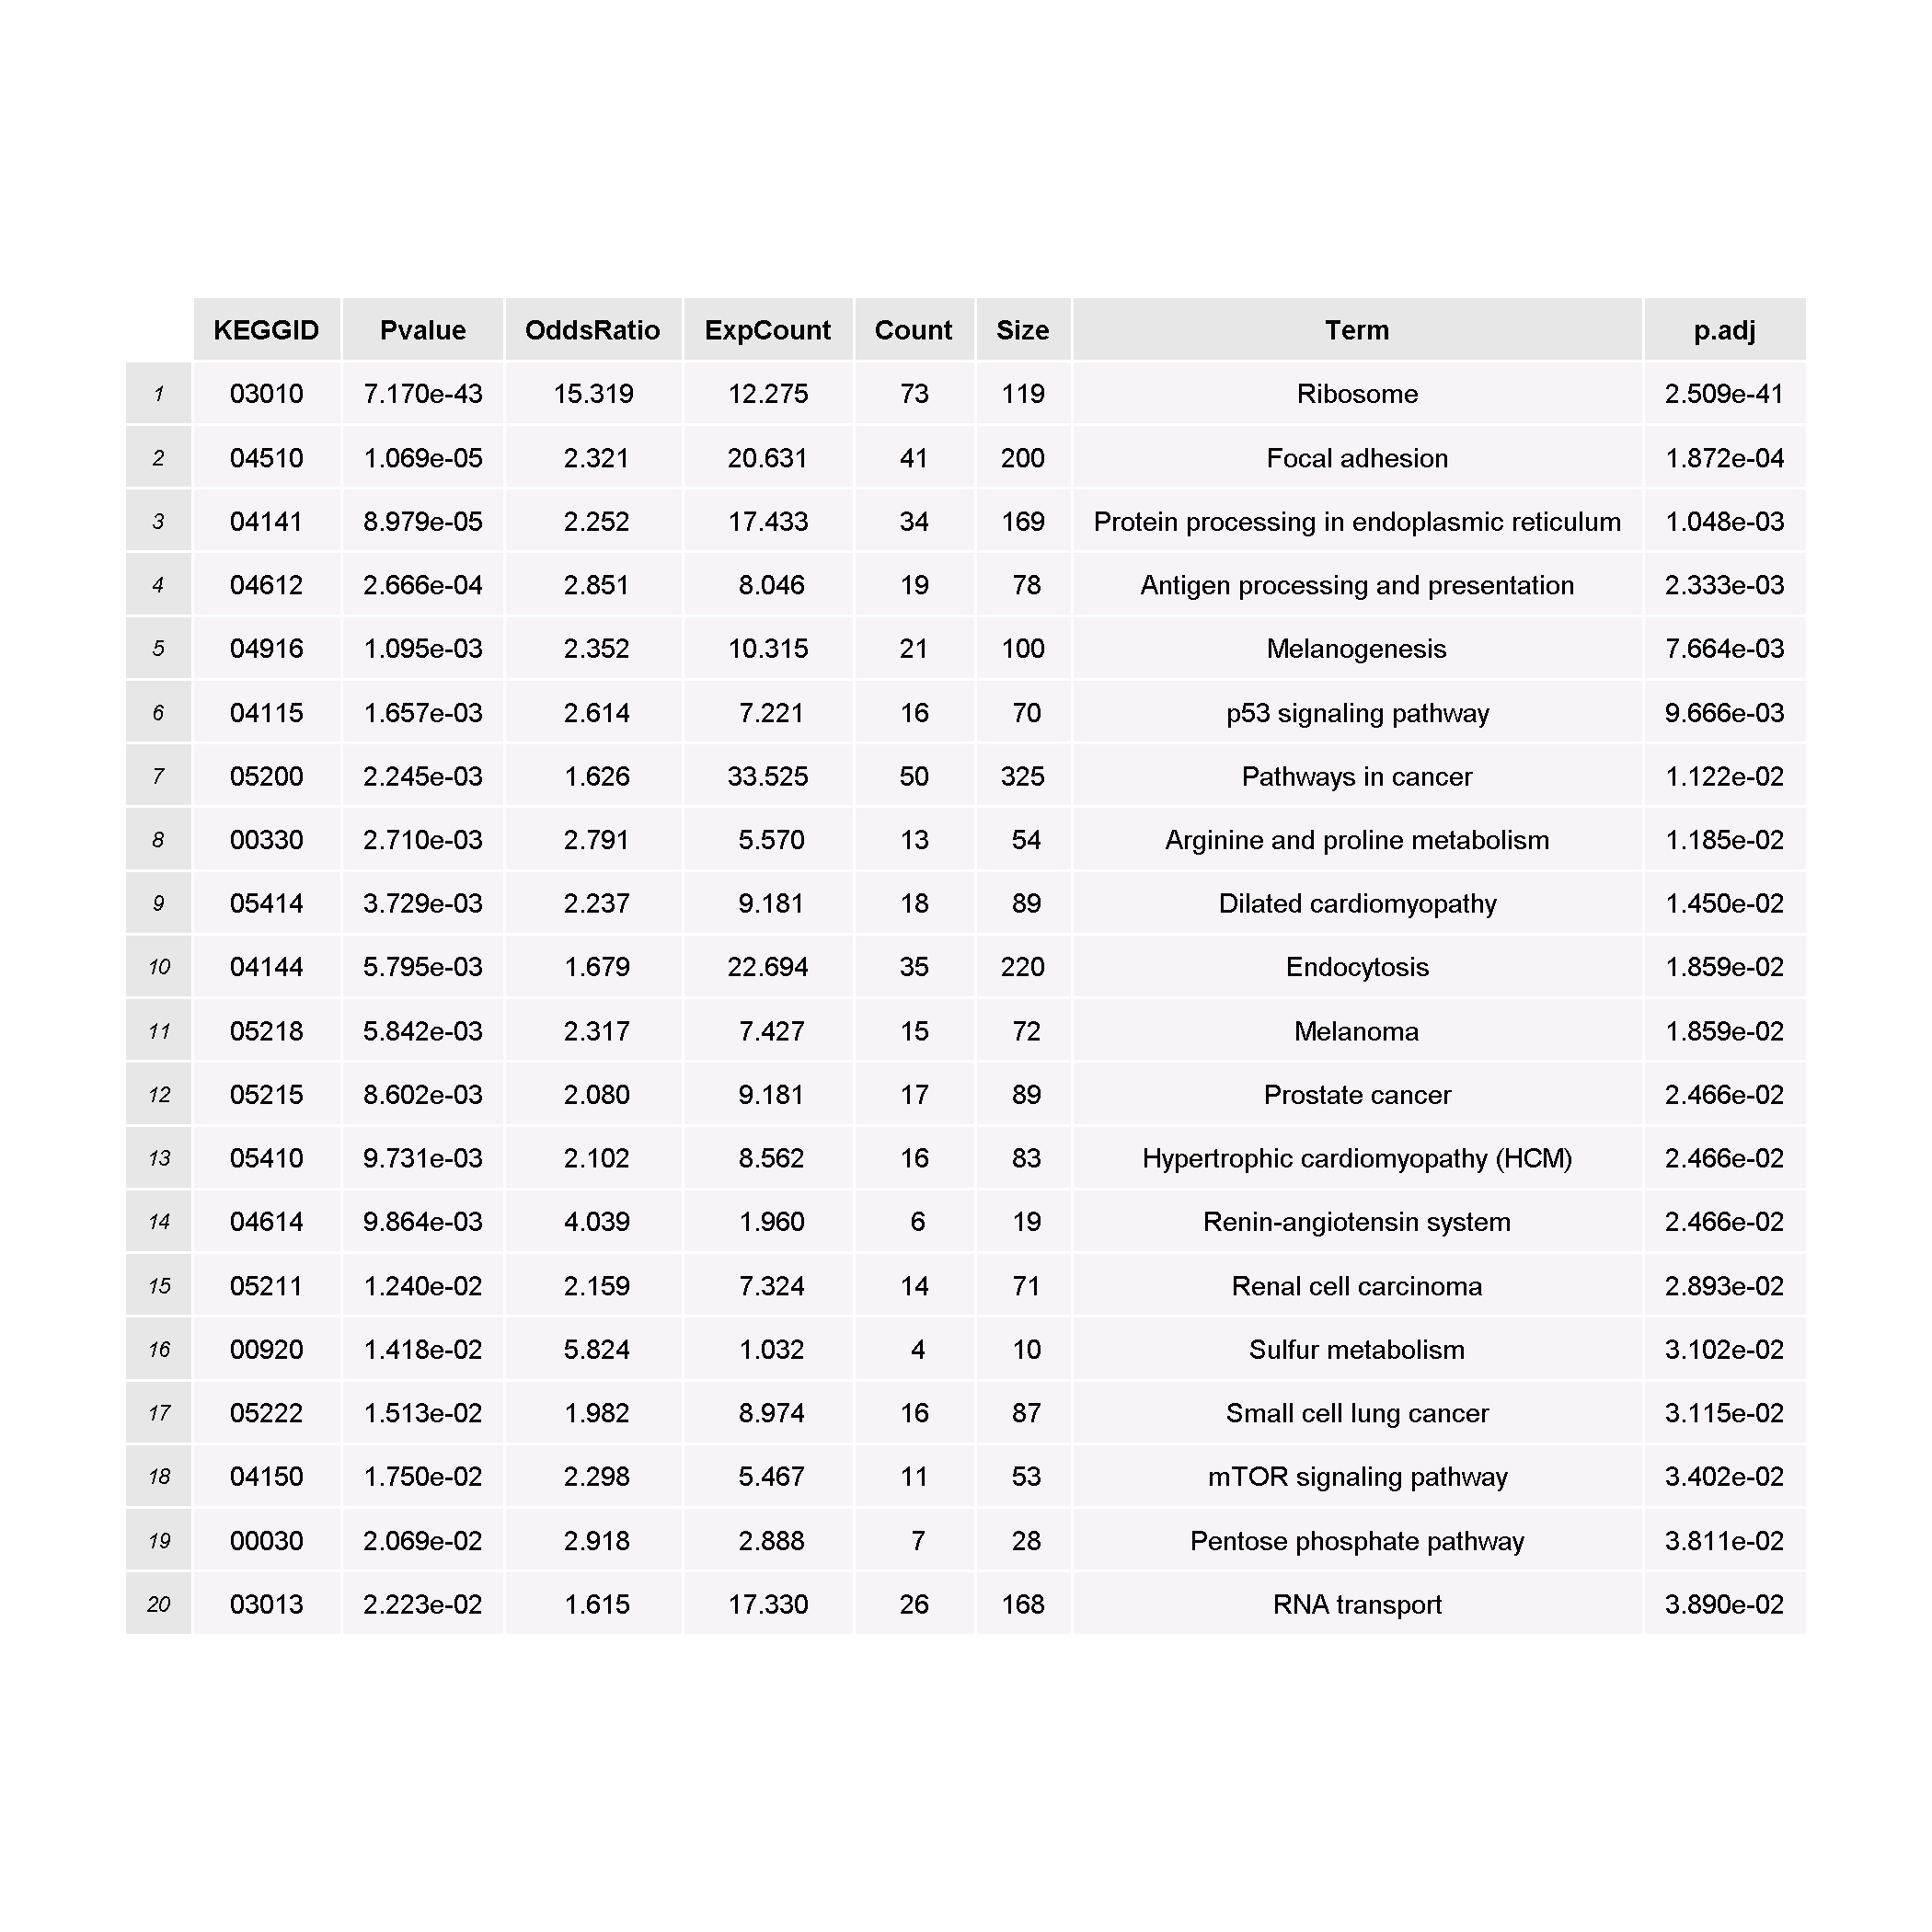 KEGGID Pvalue OddsRatio ExpCount Count Size Term p.adj
1 03010 7.170e-43 15.319 12.275 73 119 Ribosome 2.509e-41
2 04510 1.069e-05 2.321 20.631 41 200 Focal adhesion 1.872e-04
3 04141 8.979e-05 2.252 17.433 34 169 Protein processing in endoplasmic reticulum 1.048e-03
4 04612 2.666e-04 2.851 8.046 19 78 Antigen processing and presentation 2.333e-03
5 04916 1.095e-03 2.352 10.315 21 100 Melanogenesis 7.664e-03
6 04115 1.657e-03 2.614 7.221 16 70 p53 signaling pathway 9.666e-03
7 05200 2.245e-03 1.626 33.525 50 325 Pathways in cancer 1.122e-02
8 00330 2.710e-03 2.791 5.570 13 54 Arginine and proline metabolism 1.185e-02
9 05414 3.729e-03 2.237 9.181 18 89 Dilated cardiomyopathy 1.450e-02
10 04144 5.795e-03 1.679 22.694 35 220 Endocytosis 1.859e-02
11 05218 5.842e-03 2.317 7.427 15 72 Melanoma 1.859e-02
12 05215 8.602e-03 2.080 9.181 17 89 Prostate cancer 2.466e-02
13 05410 9.731e-03 2.102 8.562 16 83 Hypertrophic cardiomyopathy (HCM) 2.466e-02
14 04614 9.864e-03 4.039 1.960 6 19 Renin-angiotensin system 2.466e-02
15 05211 1.240e-02 2.159 7.324 14 71 Renal cell carcinoma 2.893e-02
16 00920 1.418e-02 5.824 1.032 4 10 Sulfur metabolism 3.102e-02
17 05222 1.513e-02 1.982 8.974 16 87 Small cell lung cancer 3.115e-02
18 04150 1.750e-02 2.298 5.467 11 53 mTOR signaling pathway 3.402e-02
19 00030 2.069e-02 2.918 2.888 7 28 Pentose phosphate pathway 3.811e-02
20 03013 2.223e-02 1.615 17.330 26 168 RNA transport 3.890e-02